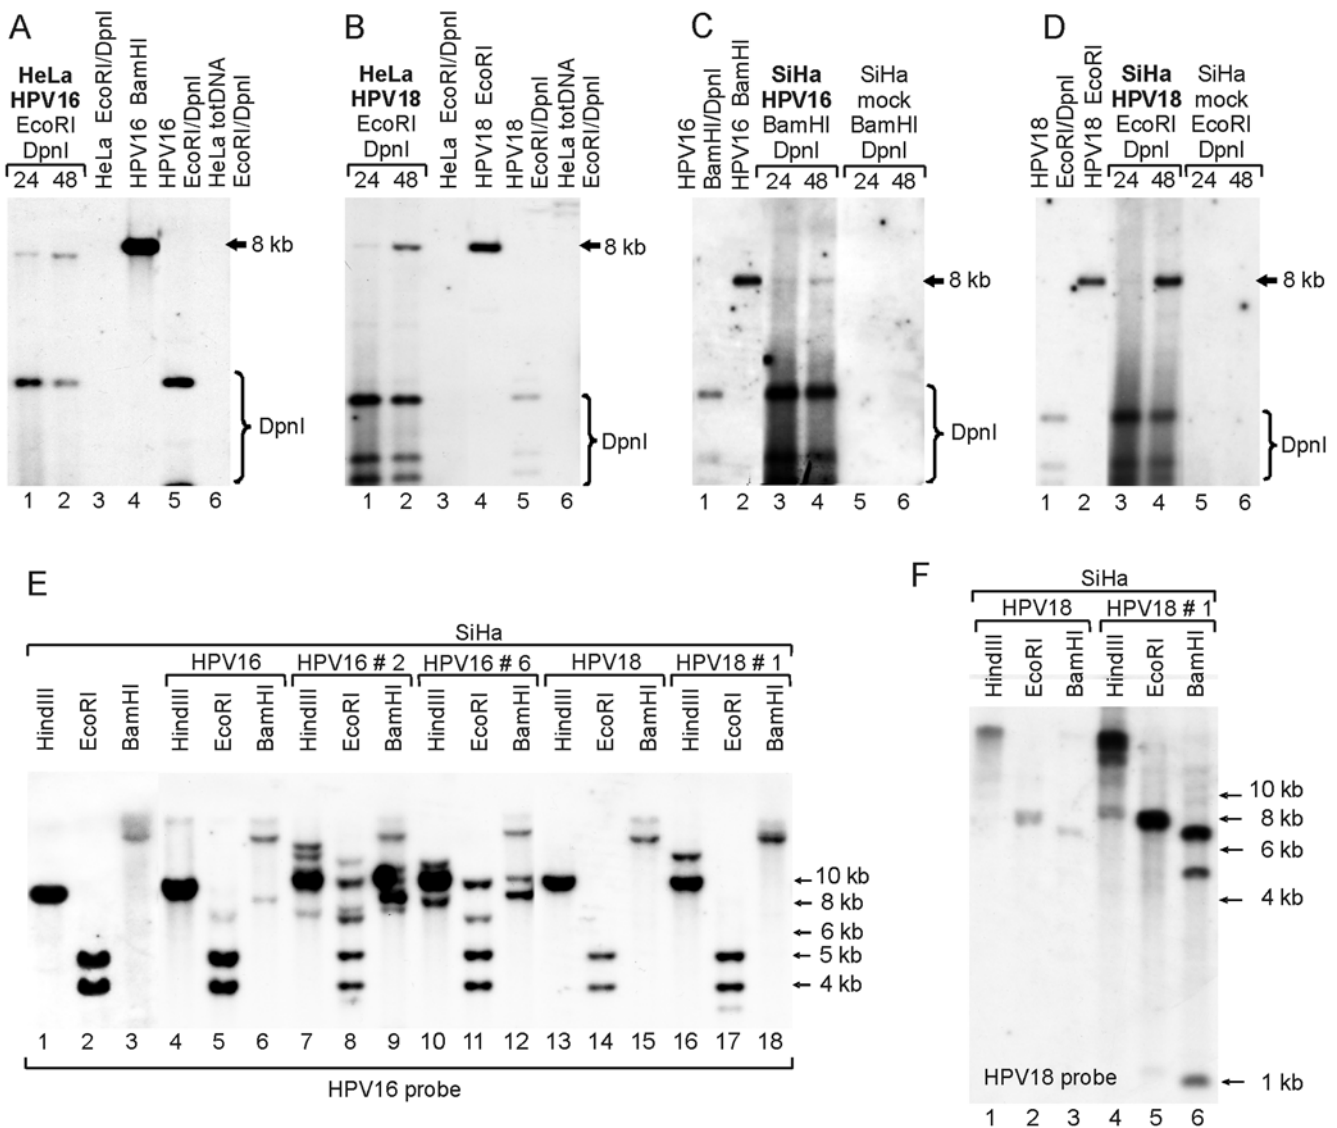 A
HeLa
HPV16
EcoRI
DpnI
24 48
HeLa EcoRI/DpnI
HPV16 BamHI
HPV16
EcoRI/DpnI
HeLa totDNA
EcoRI/DpnI
8 kb
DpnI
1 2 3 4 5 6
B
HeLa
HPV18
EcoRI
DpnI
24 48
HeLa EcoRI/DpnI
HPV18 EcoRI
HPV18
EcoRI/DpnI
HeLa totDNA
EcoRI/DpnI
8 kb
DpnI
1 2 3 4 5 6
C
HPV16
BamHI/DpnI
HPV16 BamHI
SiHa
HPV16
BamHI
DpnI
24 48
SiHa
mock
BamHI
DpnI
24 48
8 kb
DpnI
1 2 3 4 5 6
D
HPV18
EcoRI/DpnI
HPV18 EcoRI
SiHa
HPV18
EcoRI
DpnI
24 48
SiHa
mock
EcoRI
DpnI
24 48
8 kb
DpnI
1 2 3 4 5 6
E
SiHa
HPV16 HPV16 # 2 HPV16 # 6 HPV18 HPV18 # 1
HindIII EcoRI BamHI HindIII EcoRI BamHI HindIII EcoRI BamHI HindIII EcoRI BamHI HindIII EcoRI BamHI HindIII EcoRI BamHI
10 kb
8 kb
6 kb
5 kb
4 kb
1 2 3 4 5 6 7 8 9 10 11 12 13 14 15 16 17 18
HPV16 probe
F
SiHa
HPV18 HPV18 # 1
HindIII EcoRI BamHI HindIII EcoRI BamHI
10 kb
8 kb
6 kb
4 kb
HPV18 probe
1 kb
1 2 3 4 5 6